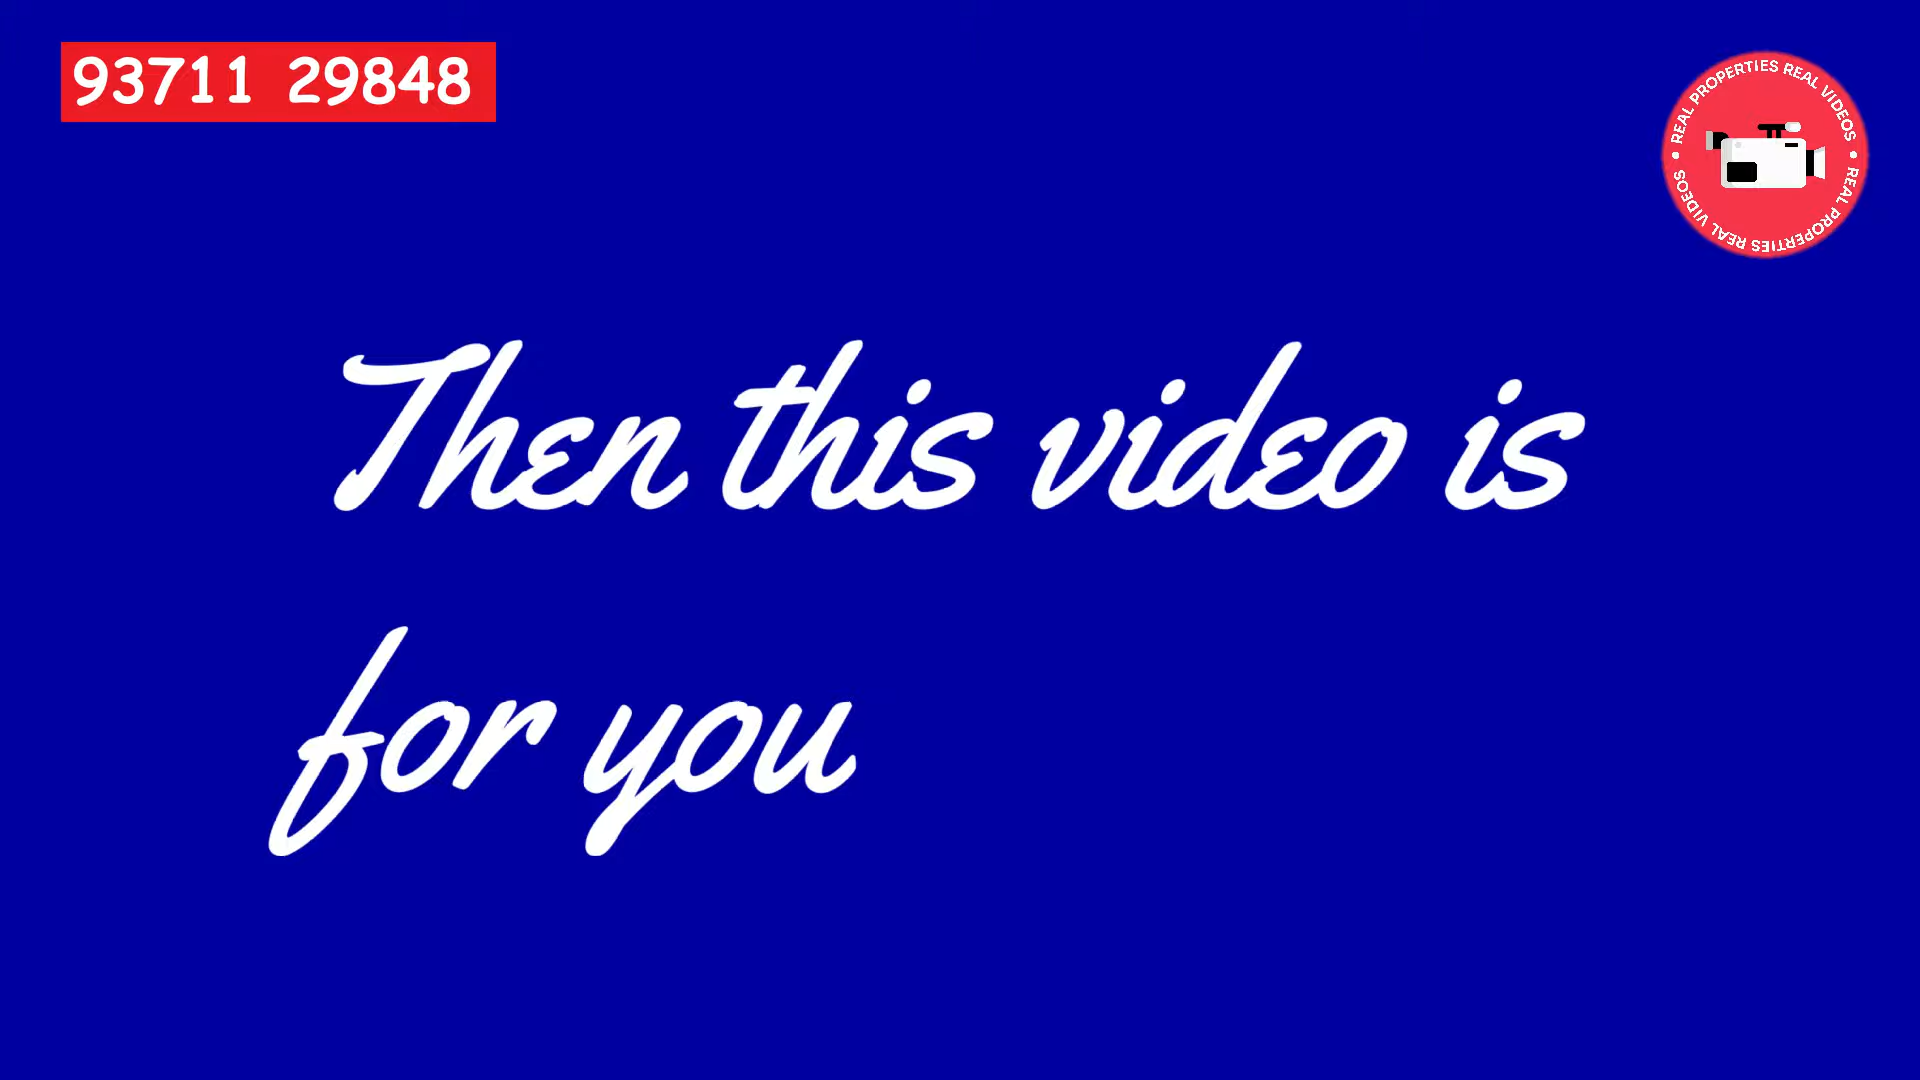 93711 29848
REAL PROPERTIES REAL VIDEOS • REAL PROPERTIES REAL VIDEOS •
Then this video is
for you